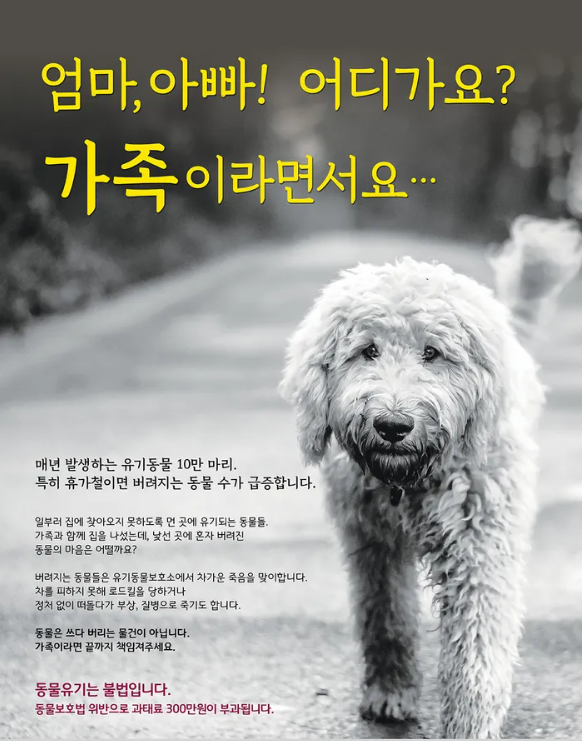 엄마, 아빠! 어디가요?
가족이라면서요…
매년 발생하는 유기동물 10만 마리.
특히 휴가철이면 버려지는 동물 수가 급증합니다.
일부러 집에 찾아오지 못하도록 먼 곳에 유기되는 동물들.
가족과 함께 집을 나섰는데, 낯선 곳에 혼자 버려진
동물의 마음은 어떨까요?
버려지는 동물들은 유기동물보호소에서 차가운 죽음을 맞이합니다.
차를 피하지 못해 로드킬을 당하거나
정처 없이 떠돌다가 부상, 질병으로 죽기도 합니다.
동물은 쓰다 버리는 물건이 아닙니다.
가족이라면 끝까지 책임져주세요.
동물유기는 불법입니다.
동물보호법 위반으로 과태료 300만원이 부과됩니다.